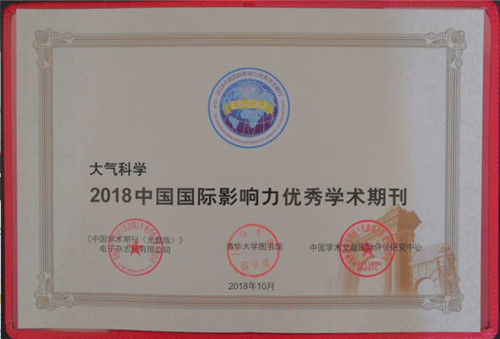 大气科学
2018中国国际影响力优秀学术期刊
《中国学术期刊（光盘版）》
电子杂志社有限公司
清华大学图书馆
中国学术文献国际评价研究中心
2018年10月